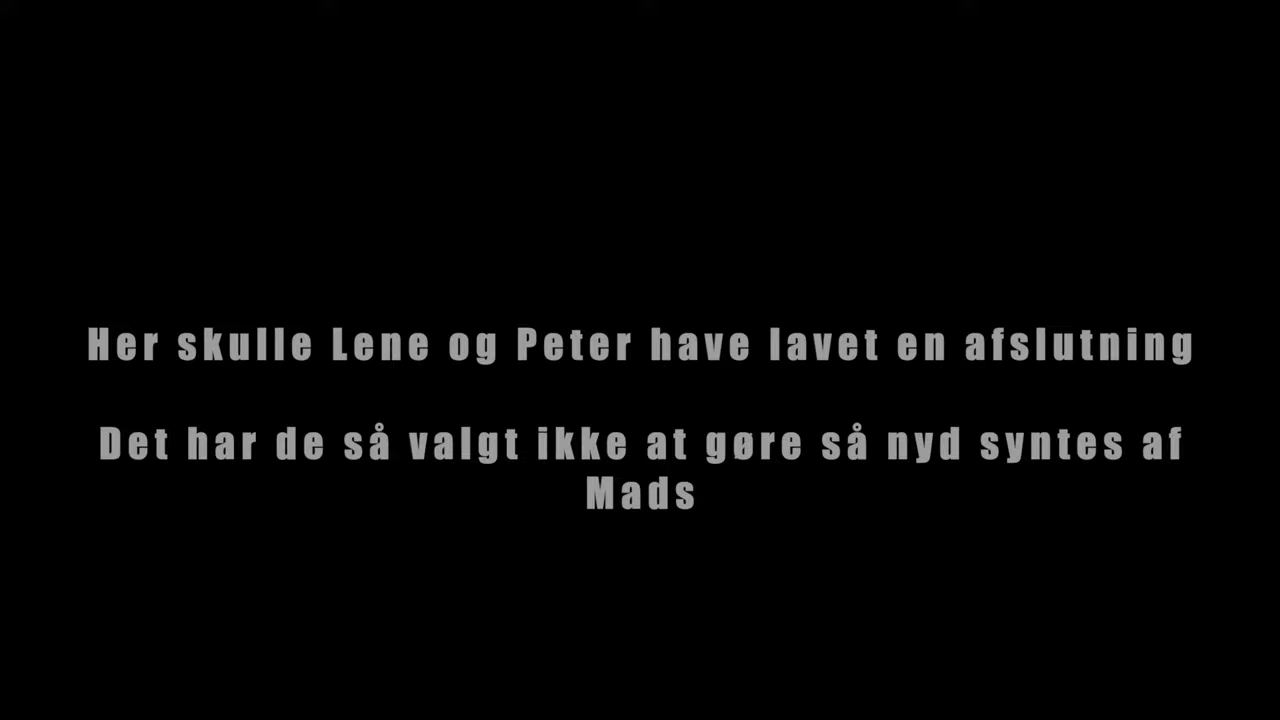 Her skulle Lene og Peter have lavet en afslutning
Det har de så valgt ikke at gøre så nyd syntes af
Mads